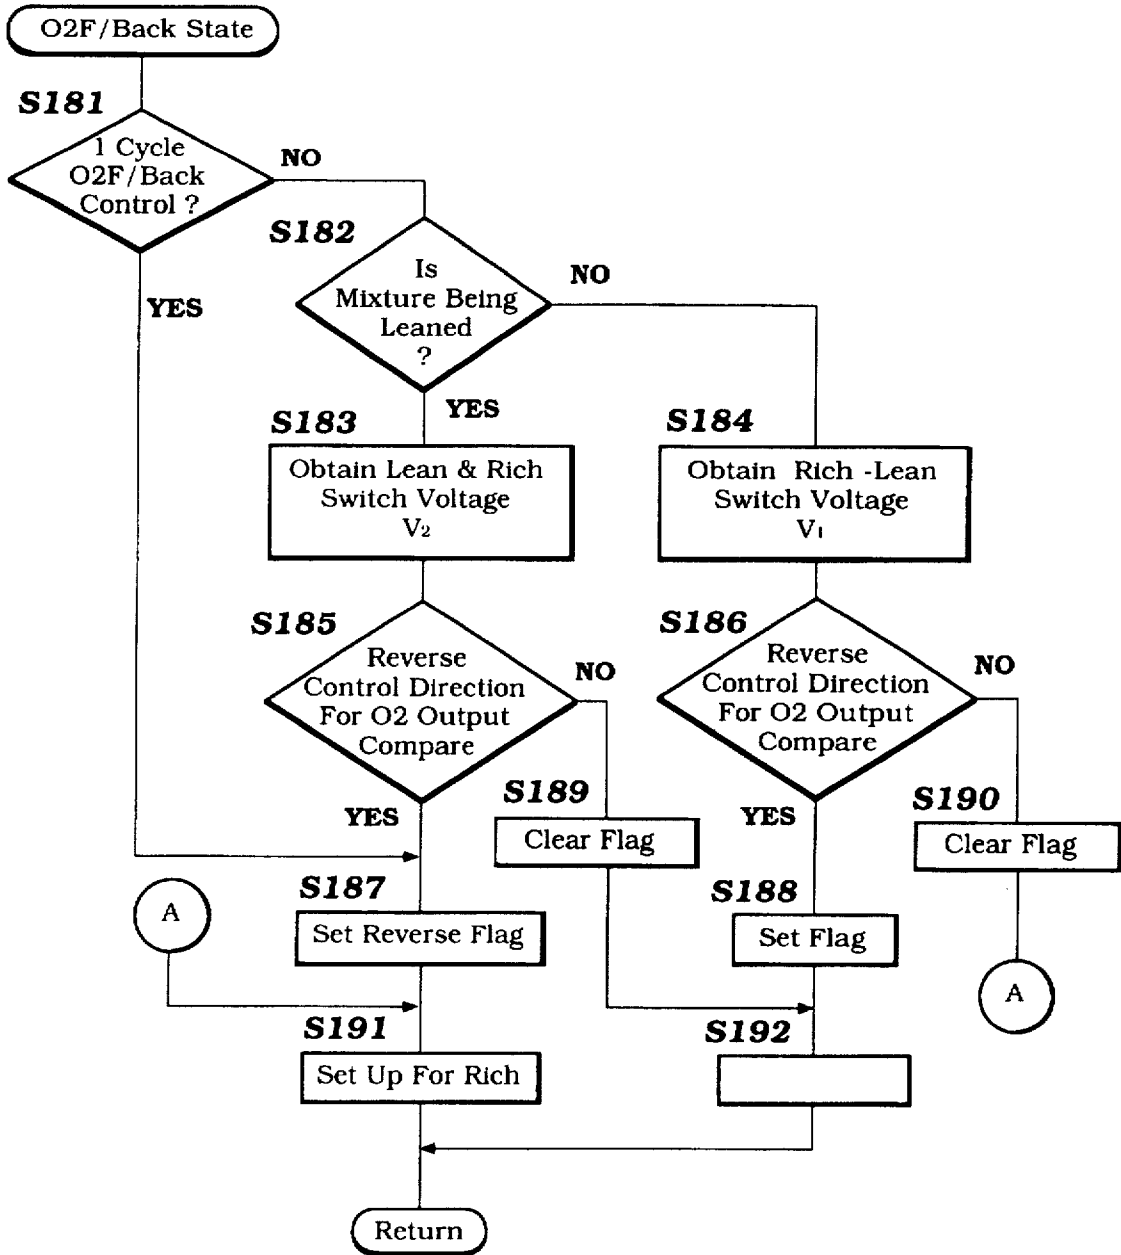 O2F/Back State
S181
1 Cycle
O2F/Back
Control ?
NO
YES
S182
Is
Mixture Being
Leaned
?
NO
YES
S183
Obtain Lean & Rich
Switch Voltage
V2
S184
Obtain Rich -Lean
Switch Voltage
V1
S185
Reverse
Control Direction
For O2 Output
Compare
NO
YES
S186
Reverse
Control Direction
For O2 Output
Compare
NO
YES
S189
Clear Flag
S190
Clear Flag
S187
Set Reverse Flag
S188
Set Flag
A
A
S191
Set Up For Rich
S192
Return